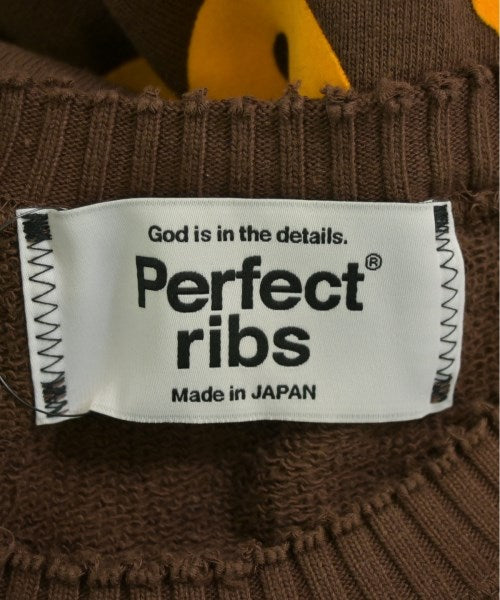 God is in the details.
Perfect®
ribs
Made in JAPAN